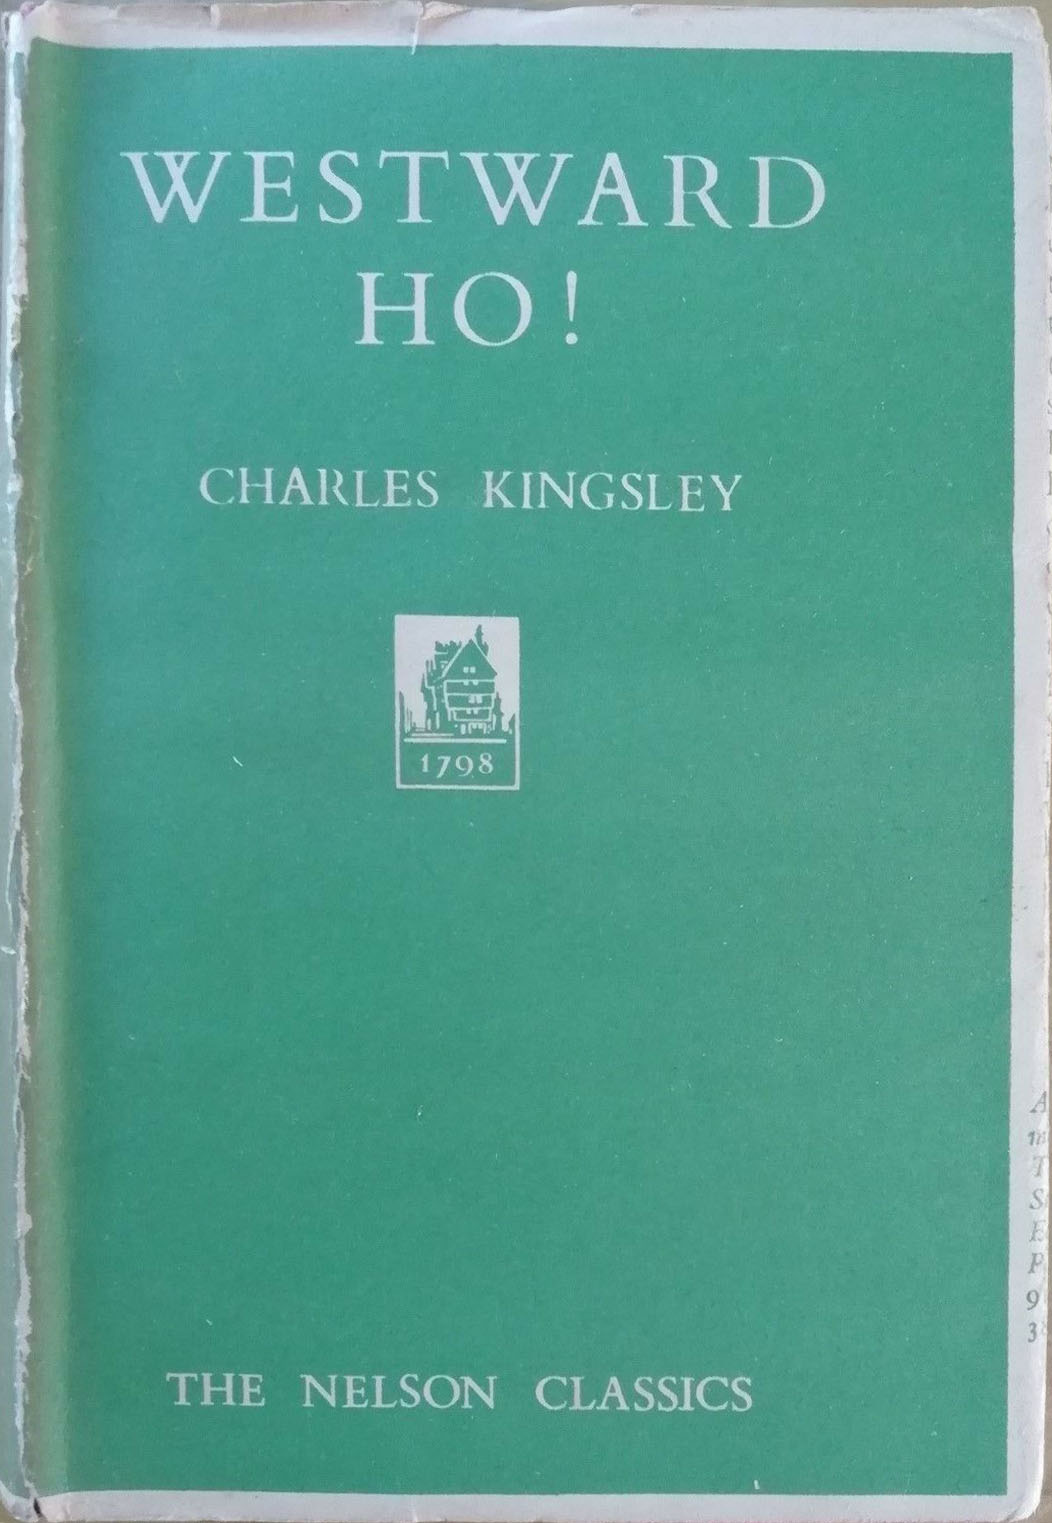 WESTWARD
HO!
CHARLES KINGSLEY
1798
THE NELSON CLASSICS